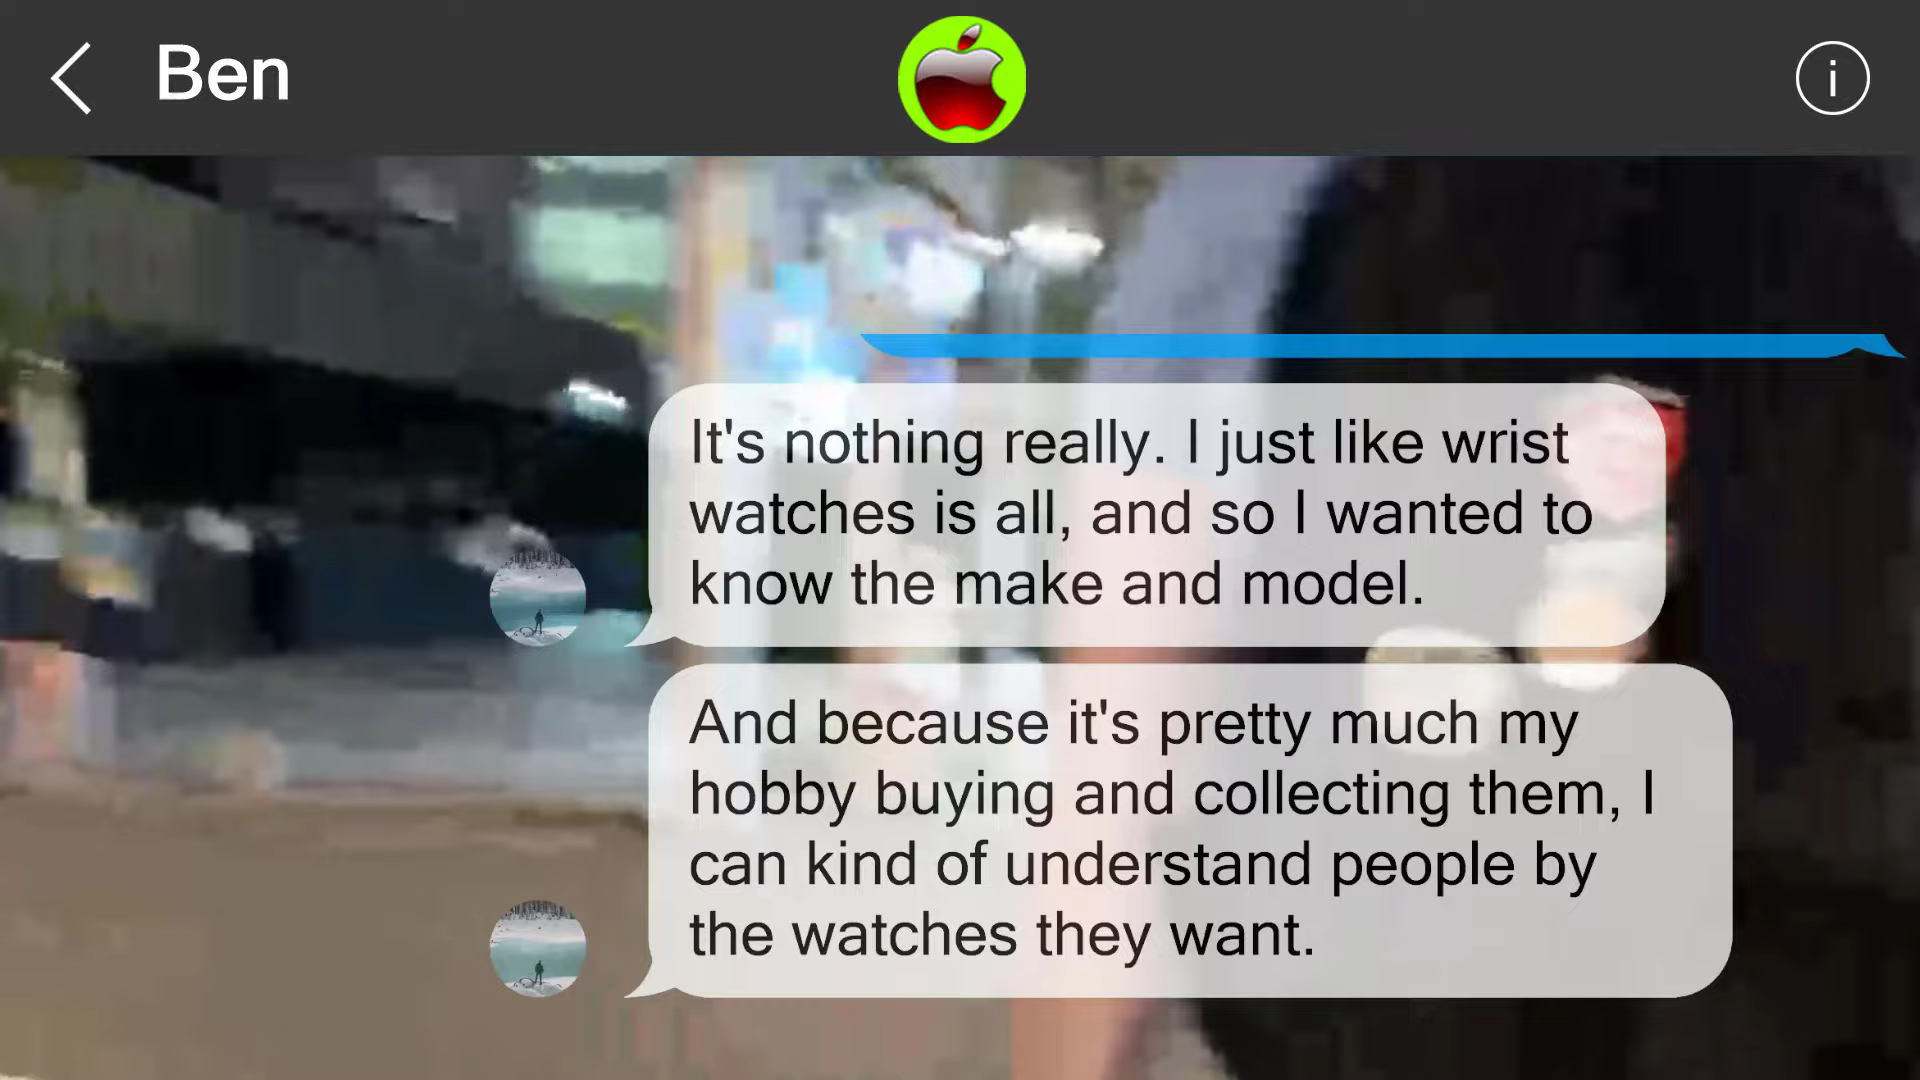 Ben
It's nothing really. I just like wrist
watches is all, and so I wanted to
know the make and model.
And because it's pretty much my
hobby buying and collecting them, I
can kind of understand people by
the watches they want.